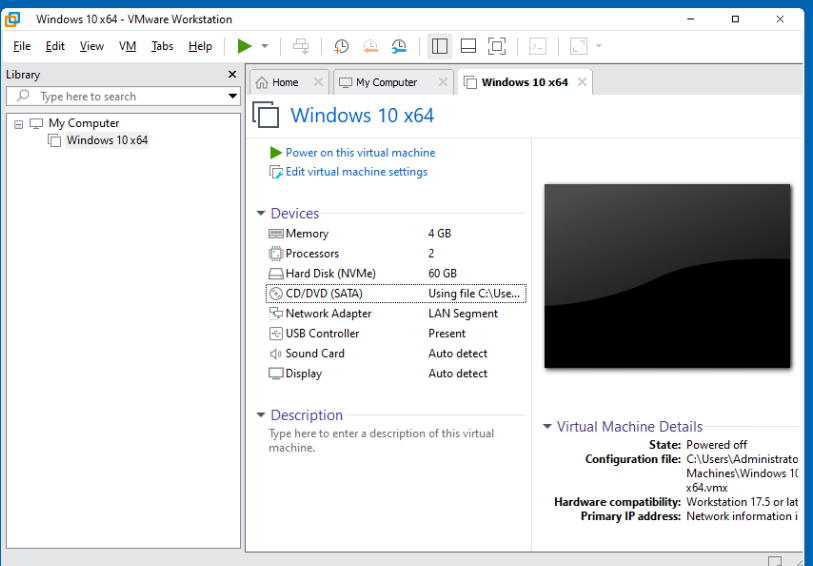 Windows 10 x64 - VMware Workstation
File Edit View VM Tabs Help
Library
Type here to search
My Computer
Windows 10 x64
Home My Computer Windows 10 x64
Windows 10 x64
Power on this virtual machine
Edit virtual machine settings
Devices
Memory 4 GB
Processors 2
Hard Disk (NVMe) 60 GB
CD/DVD (SATA) Using file C:\Use...
Network Adapter LAN Segment
USB Controller Present
Sound Card Auto detect
Display Auto detect
Description
Type here to enter a description of this virtual
machine.
Virtual Machine Details
State: Powered off
Configuration file: C:\Users\Administrato
Machines\Windows 10
x64.vmx
Hardware compatibility: Workstation 17.5 or lat
Primary IP address: Network information i